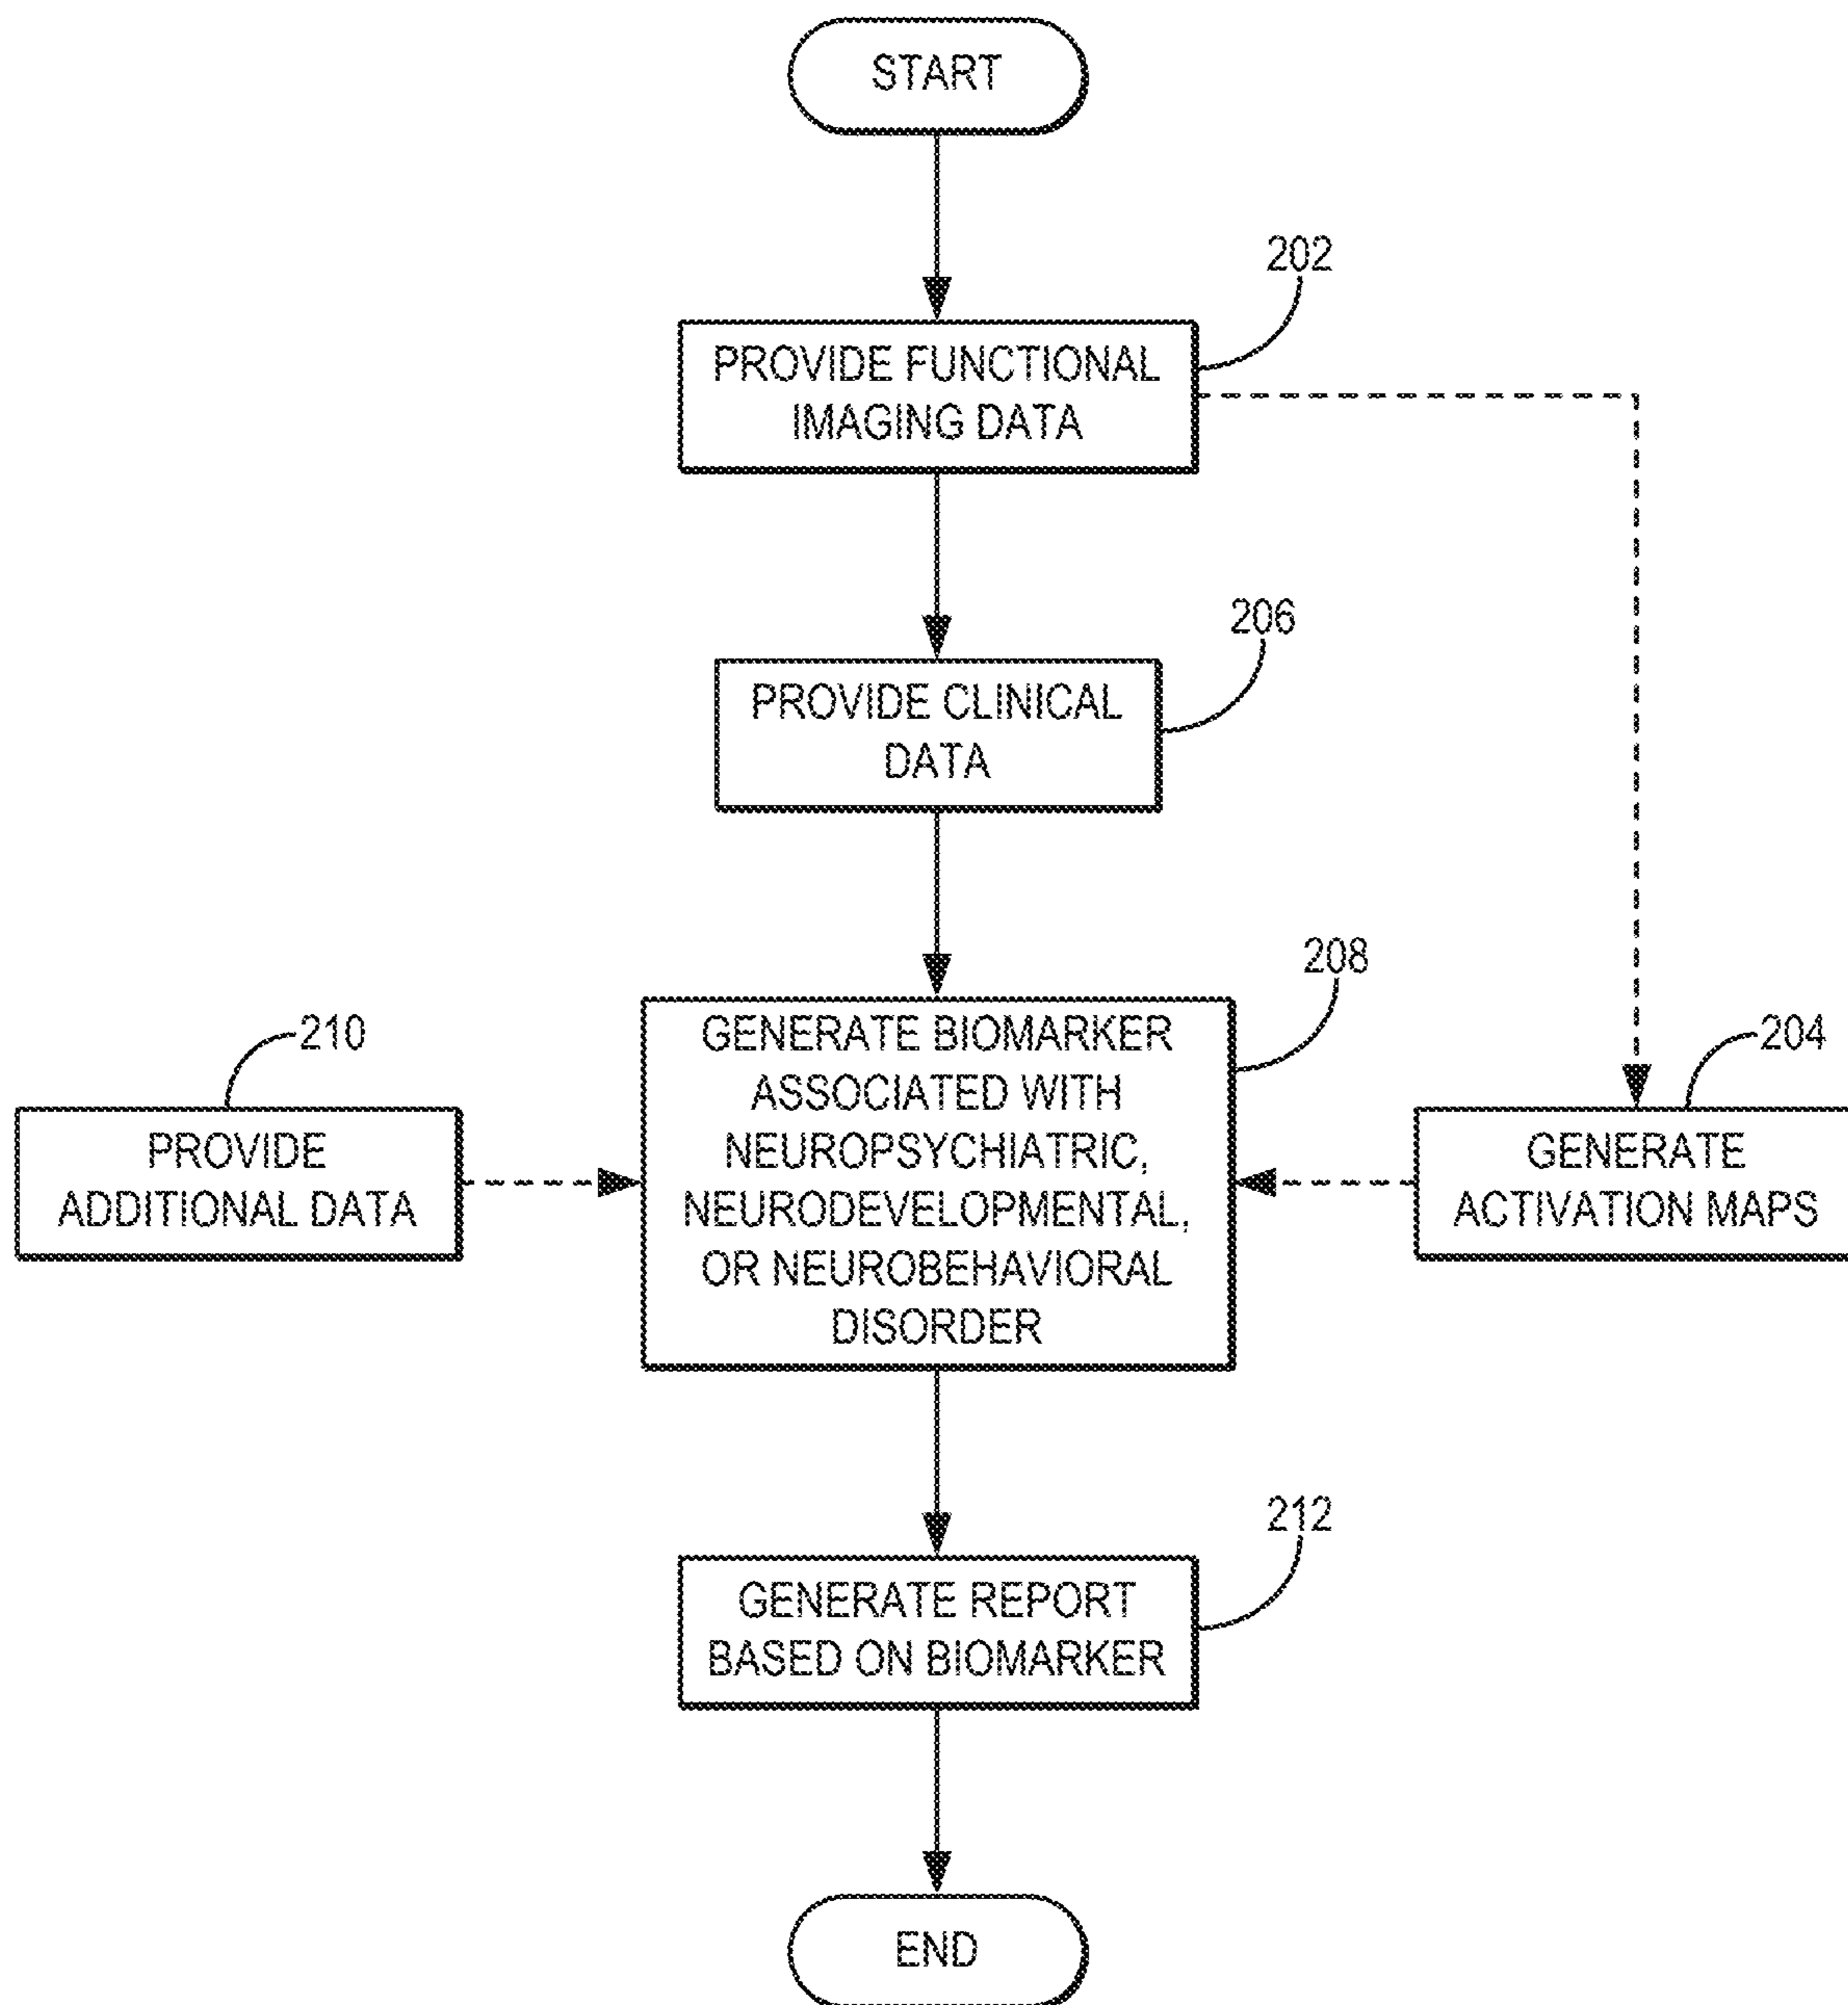 START
202
PROVIDE FUNCTIONAL
IMAGING DATA
206
PROVIDE CLINICAL
DATA
208
GENERATE BIOMARKER
ASSOCIATED WITH
NEUROPSYCHIATRIC,
NEURODEVELOPMENTAL,
OR NEUROBEHAVIORAL
DISORDER
210
PROVIDE
ADDITIONAL DATA
204
GENERATE
ACTIVATION MAPS
212
GENERATE REPORT
BASED ON BIOMARKER
END